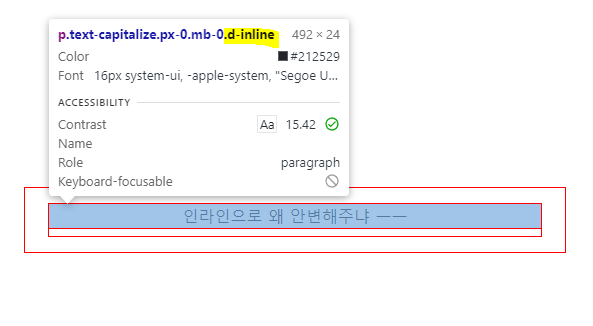 p.text-capitalize.px-0.mb-0.d-inline 492 × 24
Color #212529
Font 16px system-ui, -apple-system, "Segoe U...
ACCESSIBILITY
Contrast Aa 15.42
Name
Role paragraph
Keyboard-focusable
인라인으로 왜 안변해주냐 ㅡㅡ